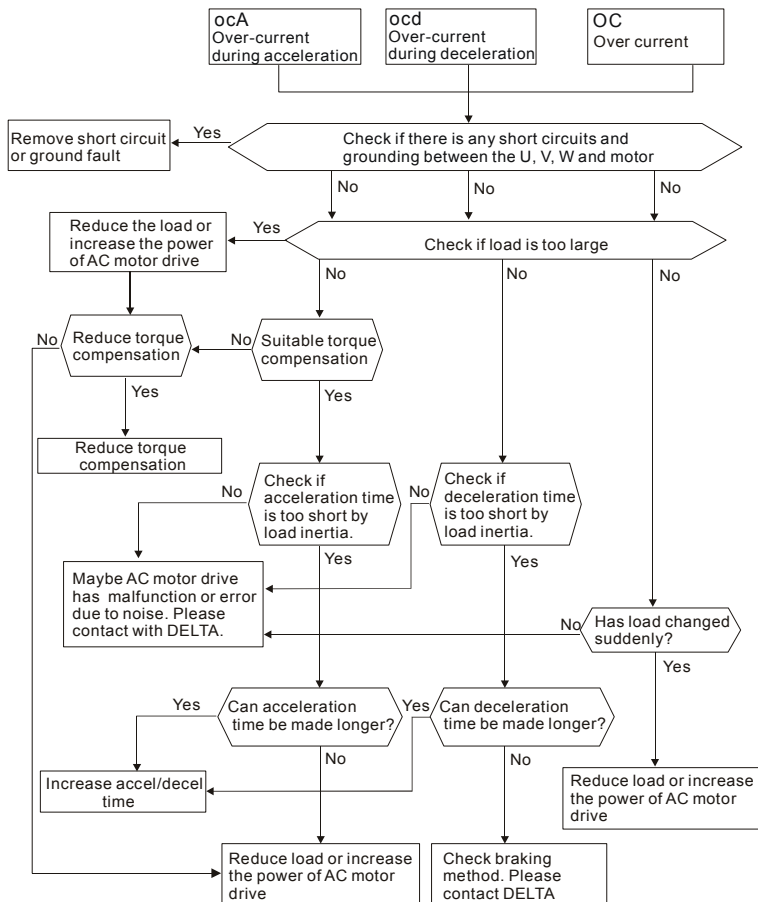 ocA
Over-current
during acceleration
ocd
Over-current
during deceleration
OC
Over current
Remove short circuit
or ground fault
Yes
Check if there is any short circuits and
grounding between the U, V, W and motor
No
No
No
Reduce the load or
increase the power
of AC motor drive
Yes
Check if load is too large
No
No
No
No
Reduce torque
compensation
No
Suitable torque
compensation
Yes
Yes
Reduce torque
compensation
No
Check if
acceleration time
is too short by
load inertia.
No
Check if
deceleration time
is too short by
load inertia.
Yes
Yes
Maybe AC motor drive
has malfunction or error
due to noise. Please
contact with DELTA.
No
Has load changed
suddenly?
Yes
Yes
Can acceleration
time be made longer?
Yes
Can deceleration
time be made longer?
No
No
Increase accel/decel
time
Reduce load or increase
the power of AC motor
drive
Reduce load or increase
the power of AC motor
drive
Check braking
method. Please
contact DELTA